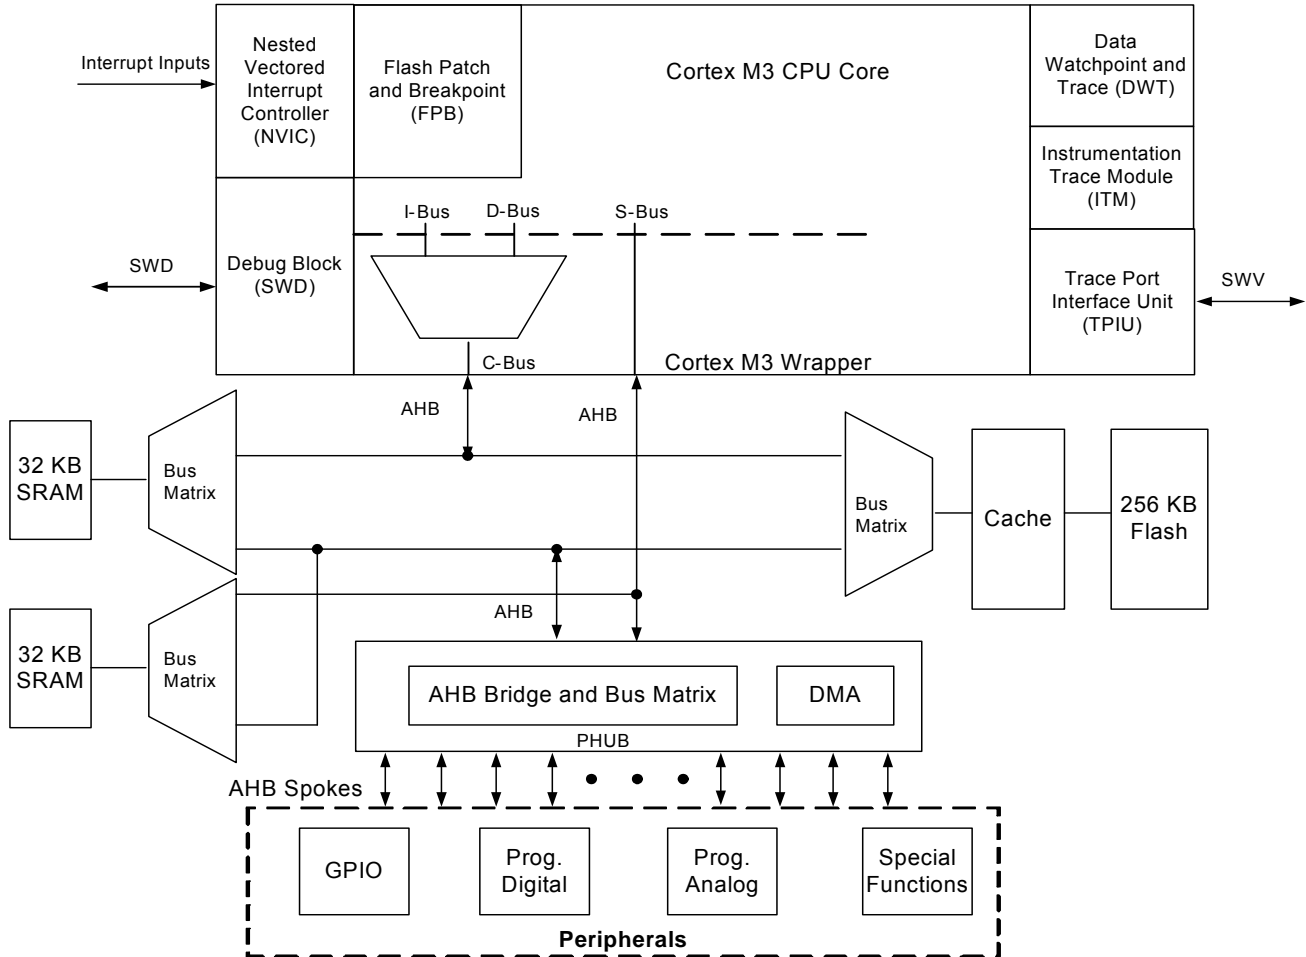 Nested
Vectored
Interrupt
Controller
(NVIC)
Interrupt Inputs
Flash Patch
and Breakpoint
(FPB)
Cortex M3 CPU Core
Data
Watchpoint and
Trace (DWT)
Instrumentation
Trace Module
(ITM)
I-Bus
D-Bus
S-Bus
SWD
Debug Block
(SWD)
Trace Port
Interface Unit
(TPIU)
SWV
C-Bus
Cortex M3 Wrapper
AHB
AHB
32 KB
SRAM
Bus
Matrix
Bus
Matrix
Cache
256 KB
Flash
AHB
32 KB
SRAM
Bus
Matrix
AHB Bridge and Bus Matrix
DMA
PHUB
AHB Spokes
GPIO
Prog.
Digital
Prog.
Analog
Special
Functions
Peripherals